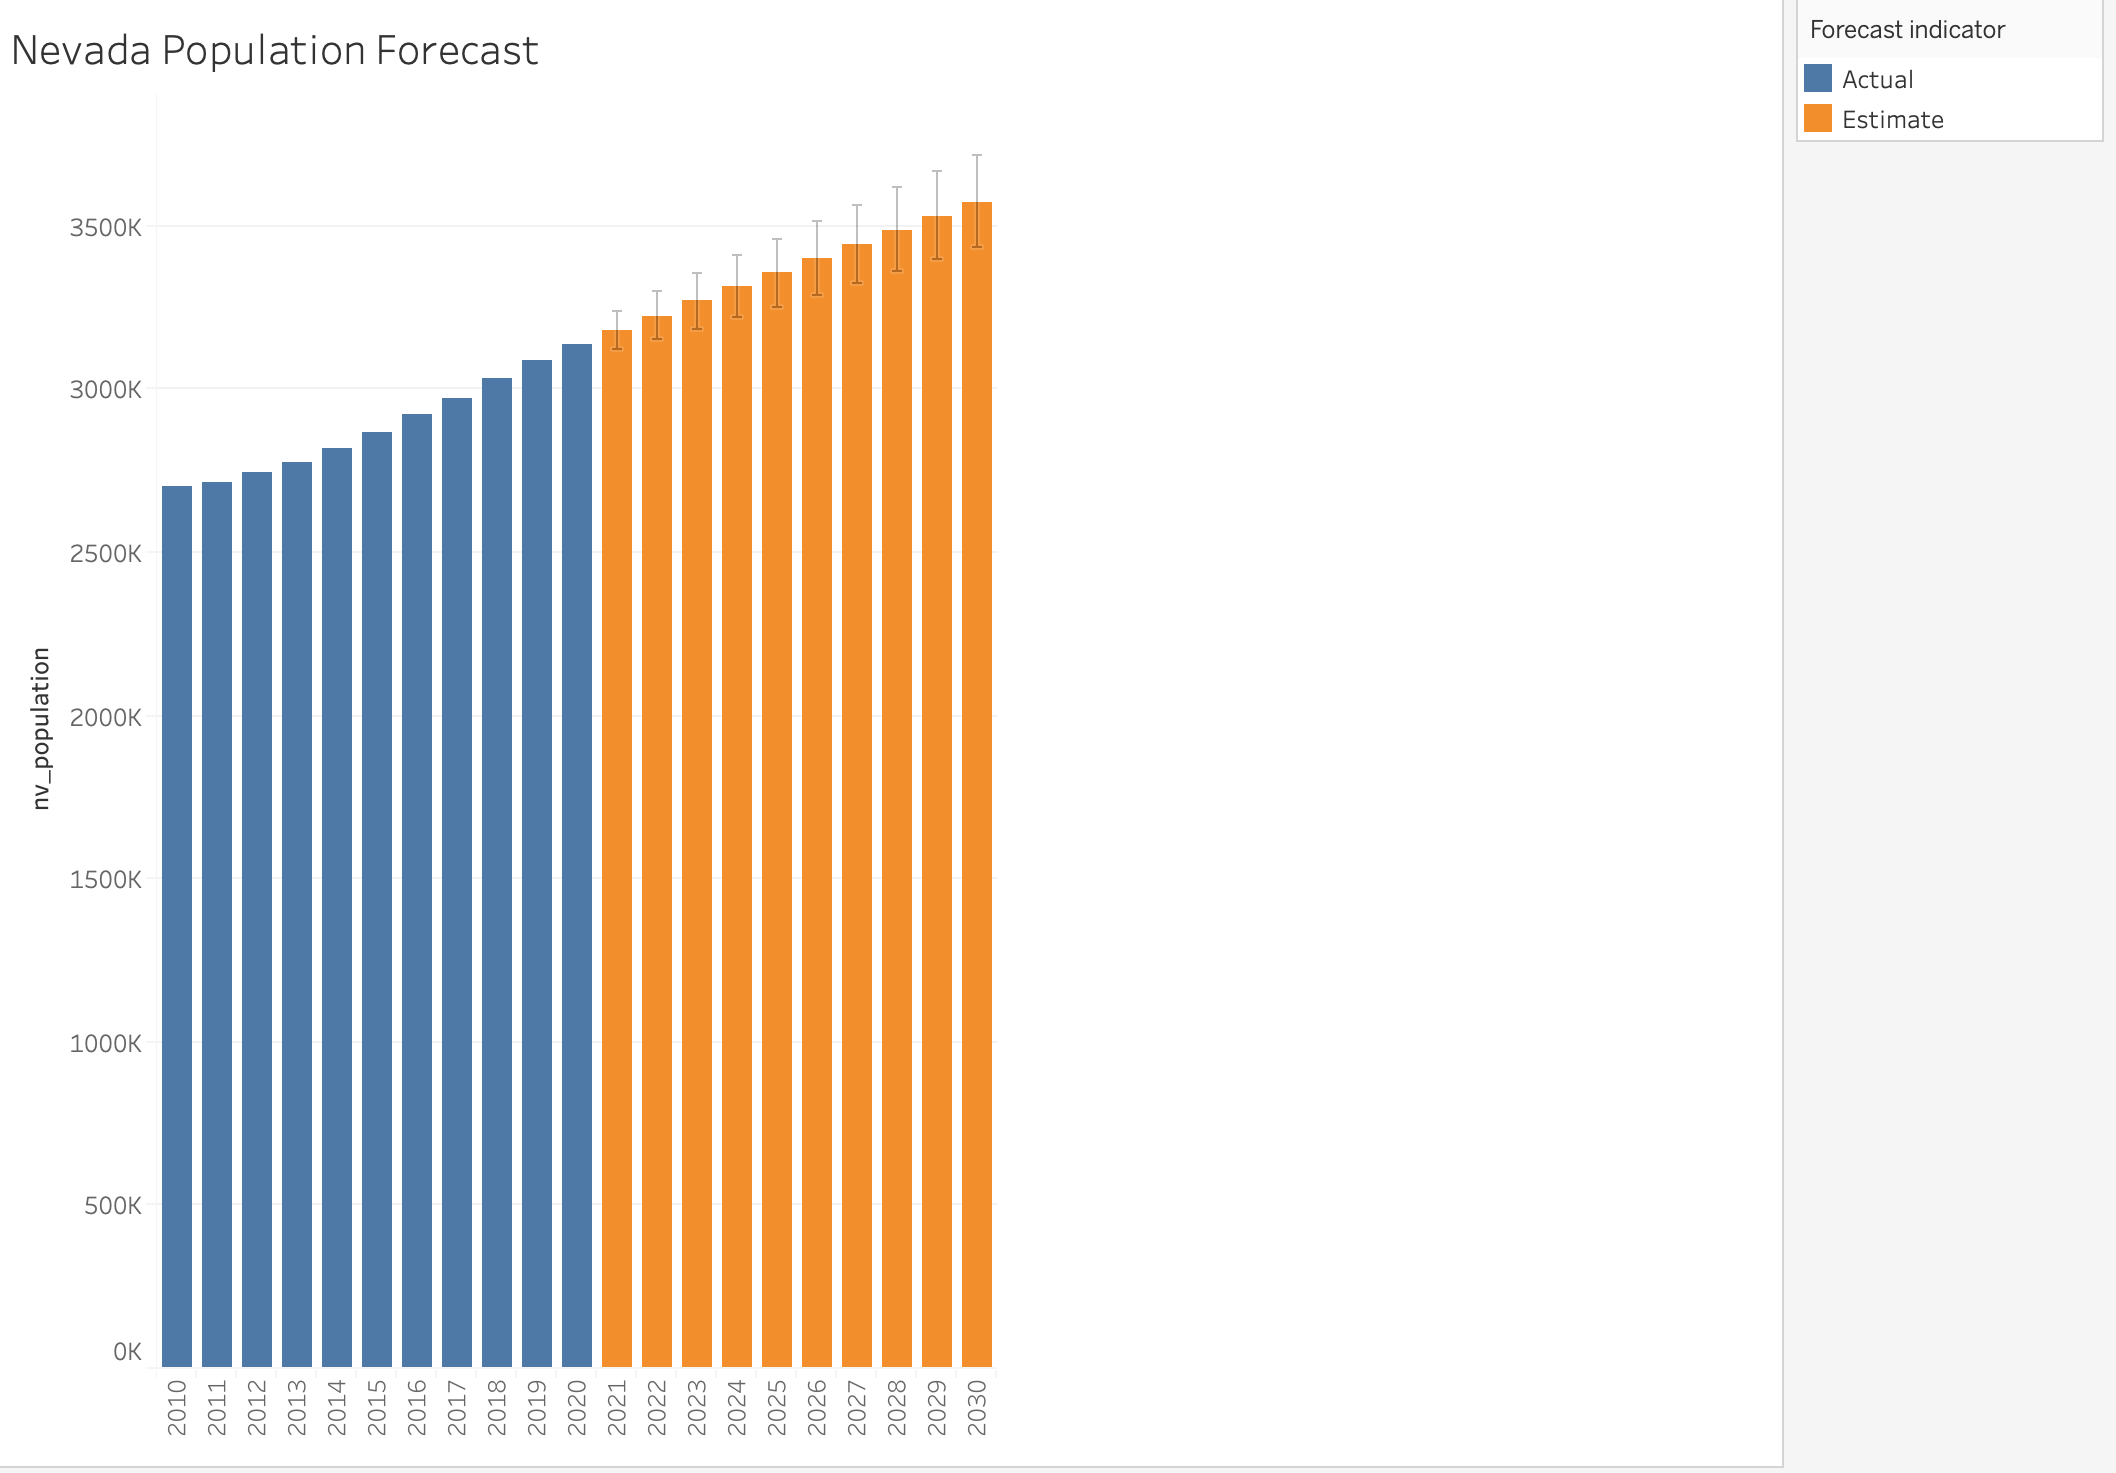 Nevada Population Forecast
Forecast indicator
Actual
Estimate
nv_population
3500K
3000K
2500K
2000K
1500K
1000K
500K
0K
2010
2011
2012
2013
2014
2015
2016
2017
2018
2019
2020
2021
2022
2023
2024
2025
2026
2027
2028
2029
2030